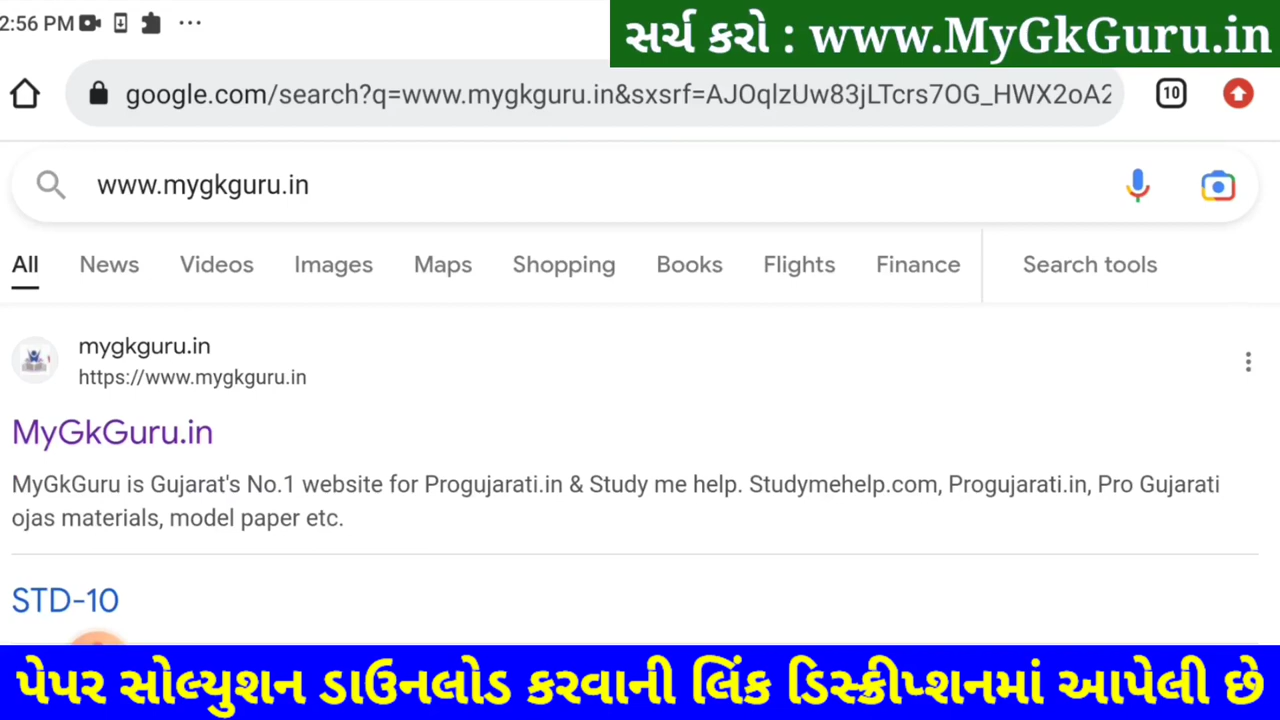 2:56 PM
સર્ચ કરો : www.MyGkGuru.in
google.com/search?q=www.mygkguru.in&sxsrf=AJOqlzUw83jLTcrs7OG_HWX2oA2
10
www.mygkguru.in
All News Videos Images Maps Shopping Books Flights Finance Search tools
mygkguru.in
https://www.mygkguru.in
MyGkGuru.in
MyGkGuru is Gujarat's No.1 website for Progujarati.in & Study me help. Studymehelp.com, Progujarati.in, Pro Gujarati
ojas materials, model paper etc.
STD-10
પેપર સોલ્યુશન ડાઉનલોડ કરવાની લિંક ડિસ્ક્રીપ્શનમાં આપેલી છે